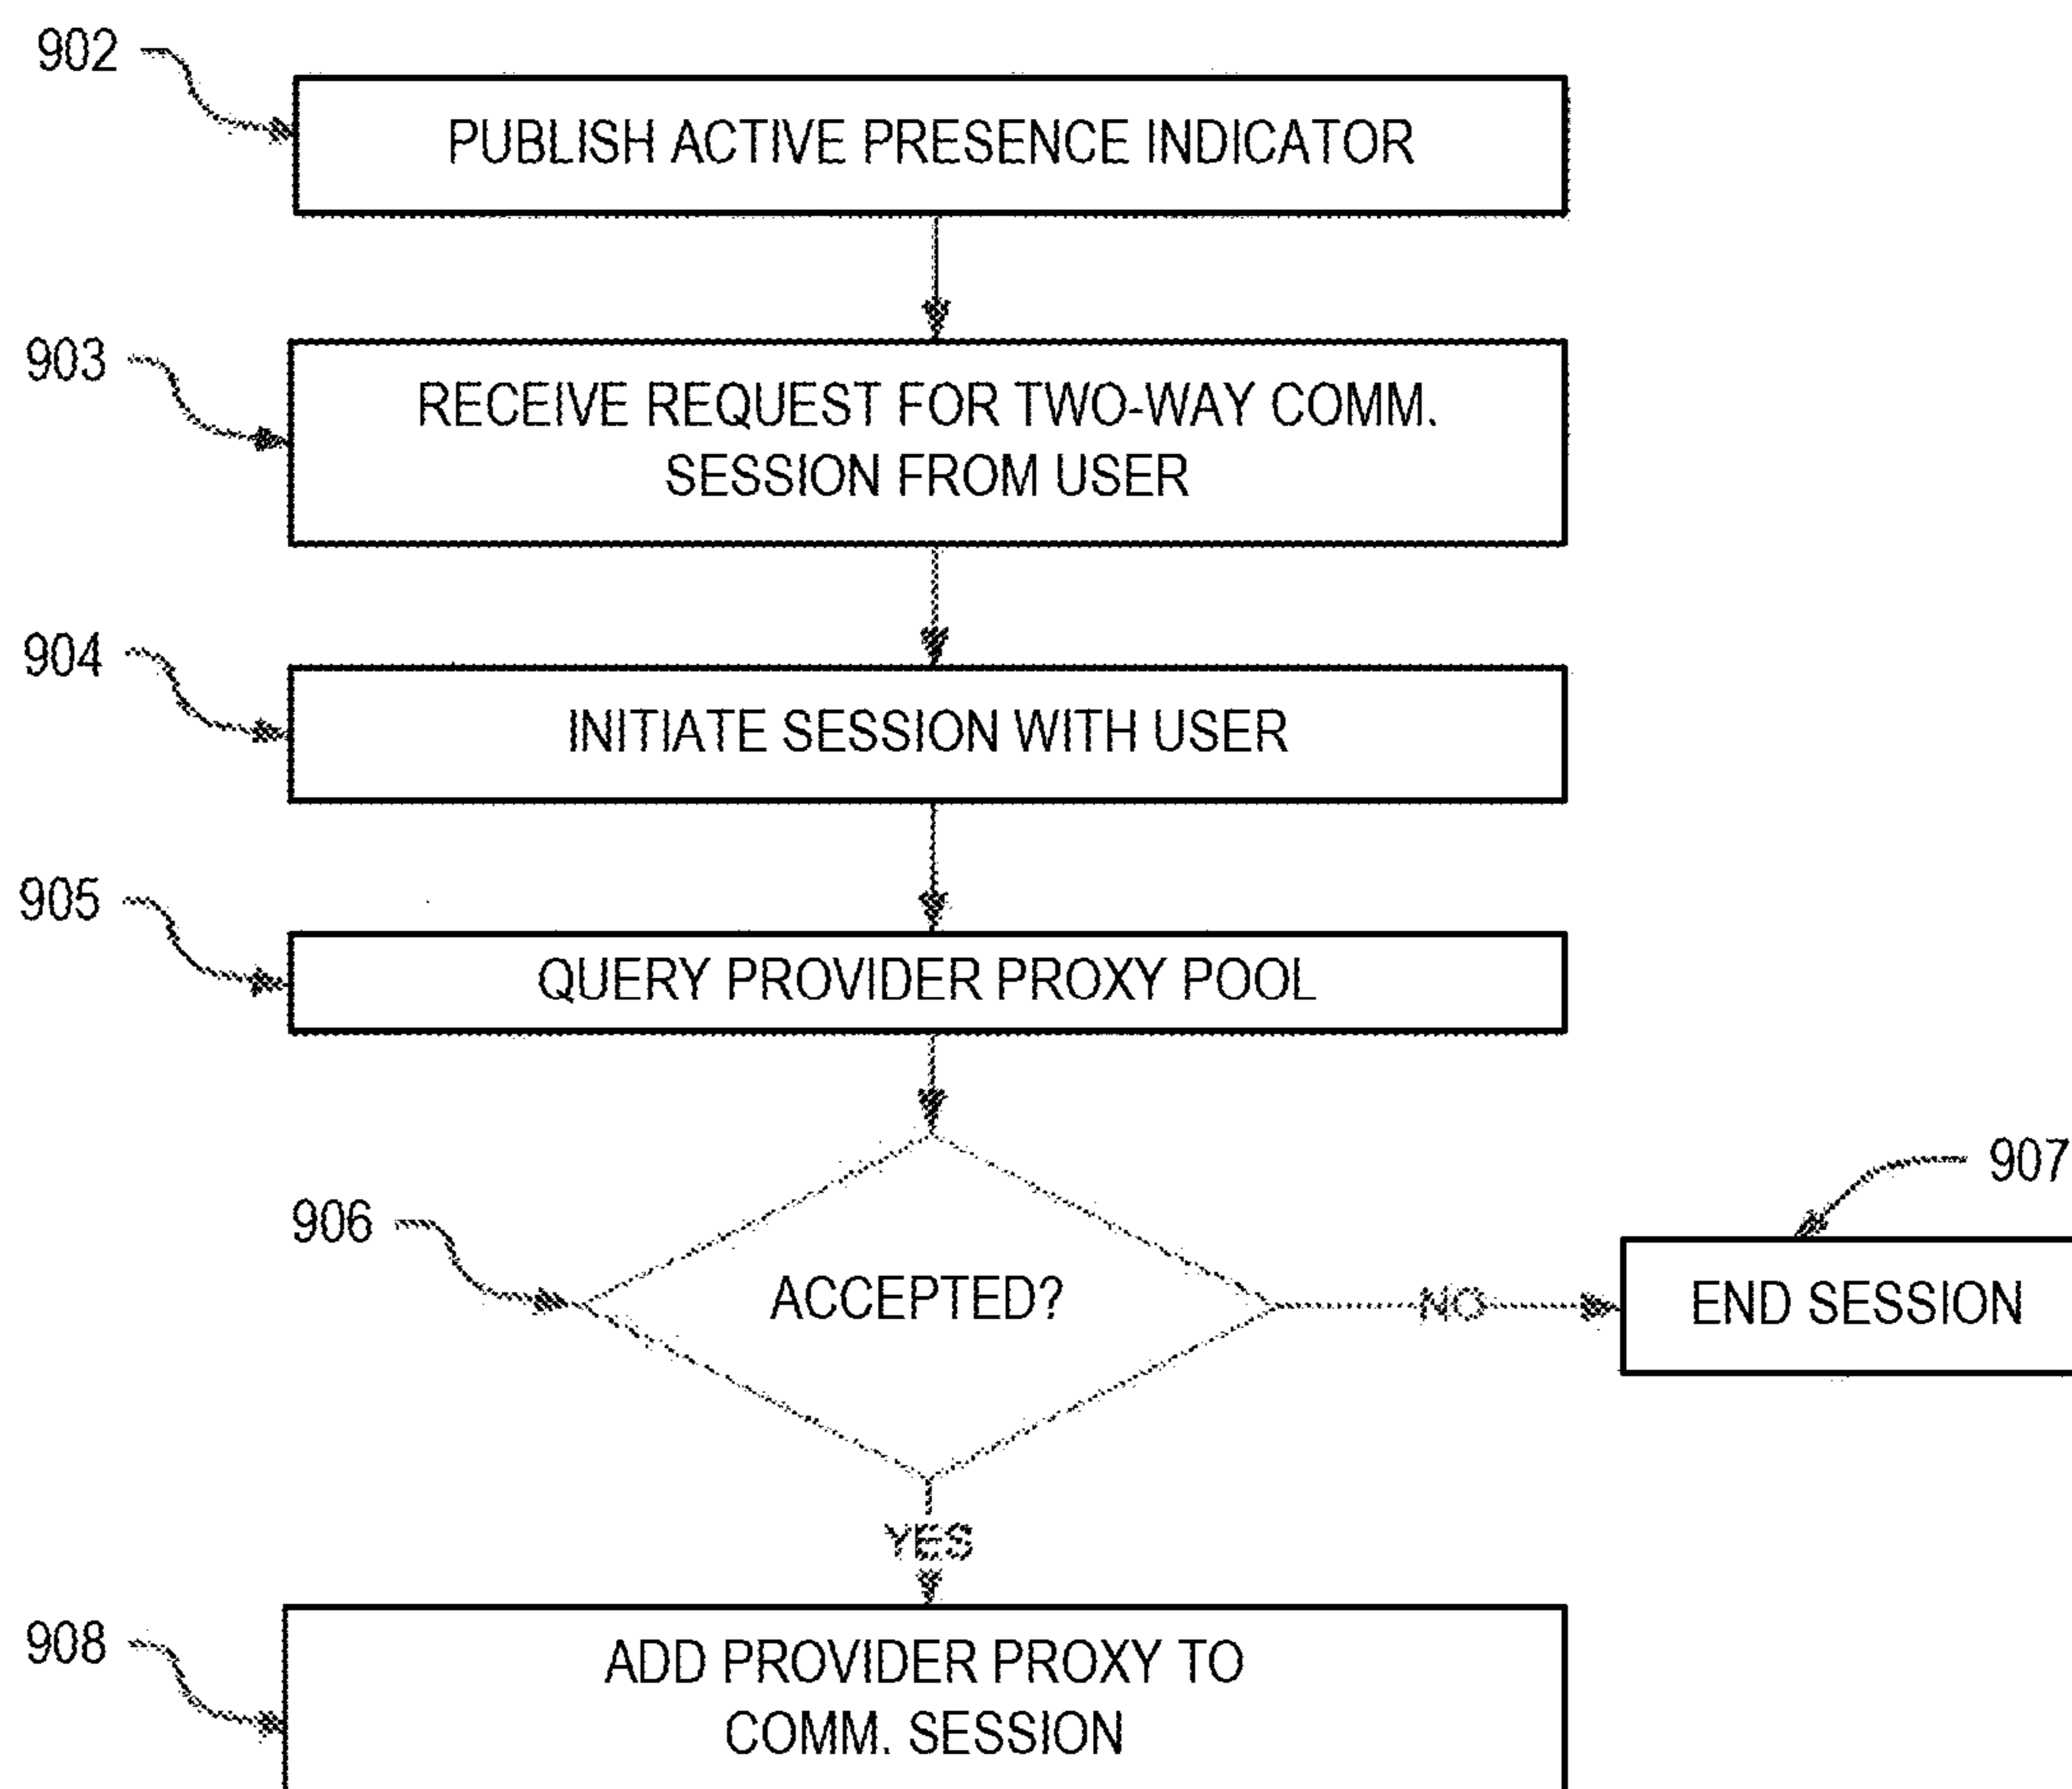 902
PUBLISH ACTIVE PRESENCE INDICATOR
903
RECEIVE REQUEST FOR TWO-WAY COMM.
SESSION FROM USER
904
INITIATE SESSION WITH USER
905
QUERY PROVIDER PROXY POOL
906
ACCEPTED?
NO
907
END SESSION
YES
908
ADD PROVIDER PROXY TO
COMM. SESSION